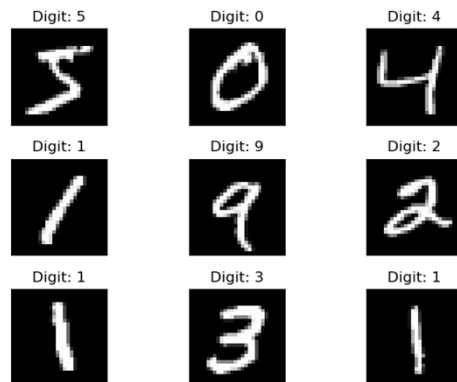 Digit: 5 Digit: 0 Digit: 4
5 0 4
Digit: 1 Digit: 9 Digit: 2
1 9 2
Digit: 1 Digit: 3 Digit: 1
1 3 1